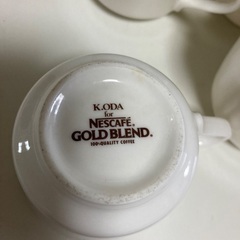 K.ODA
for
NESCAFÉ.
GOLD BLEND.
100-QUALITY COFFEE